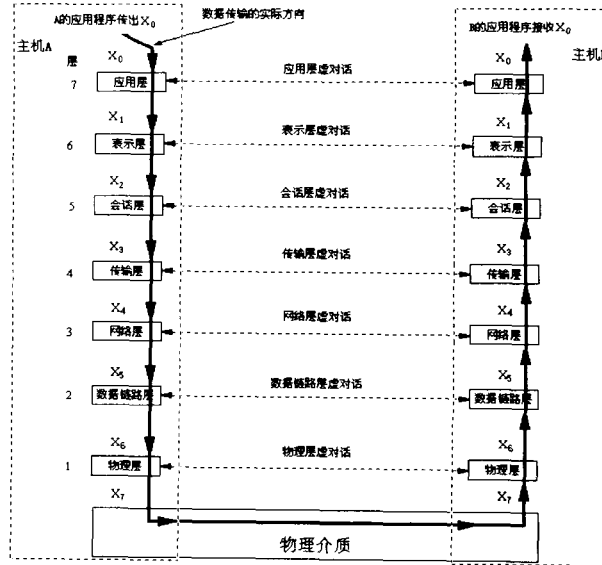 A的应用程序传出X0
数据传输的实际方向
B的应用程序接收X0
主机A
主机
层
X0
X0
7
应用层
应用层虚对话
应用层
X1
X1
6
表示层
表示层虚对话
表示层
X2
X2
5
会话层
会话层虚对话
会话层
X3
X3
4
传输层
传输层虚对话
传输层
X4
X4
3
网络层
网络层虚对话
网络层
X5
X5
2
数据链路层
数据链路层虚对话
数据链路层
X6
X6
1
物理层
物理层虚对话
物理层
X7
X7
物理介质